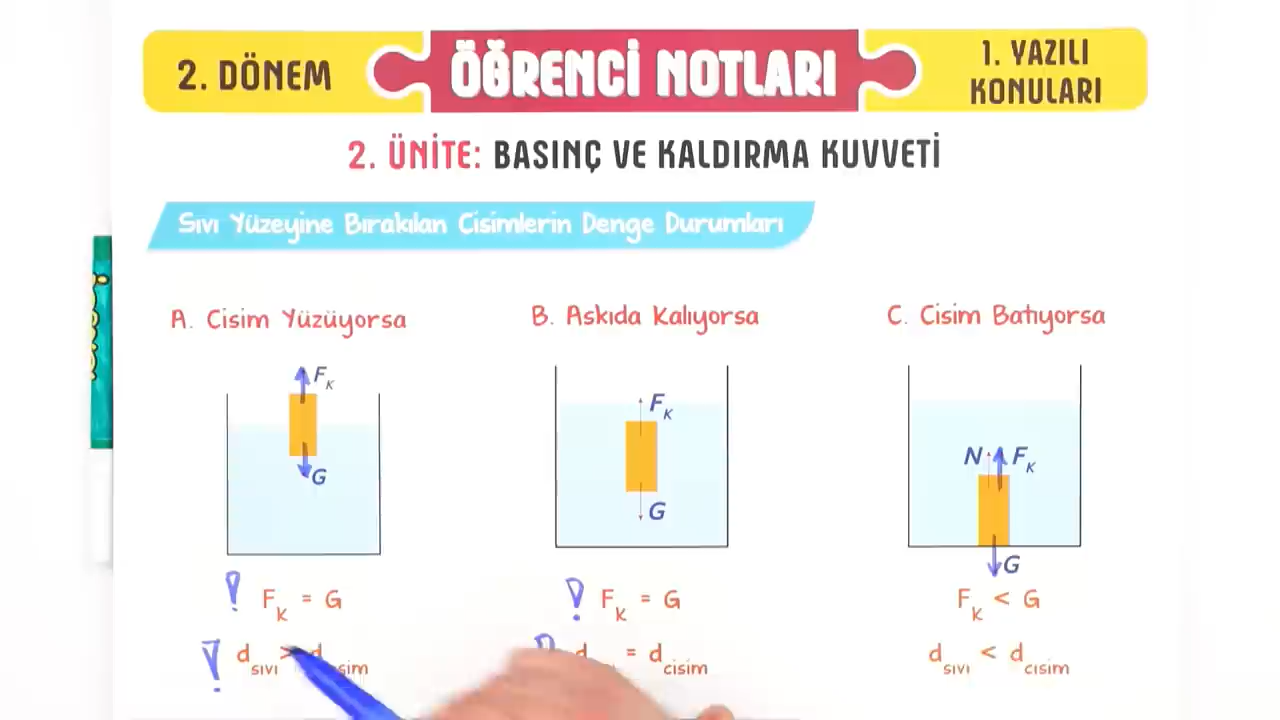 2. DÖNEM
ÖĞRENCİ NOTLARI
1. YAZILI
KONULARI
2. ÜNİTE: BASINÇ VE KALDIRMA KUVVETİ
Sıvı Yüzeyine Bırakılan Cisimlerin Denge Durumları
A. Cisim Yüzüyorsa
F_K
G
! F_K = G
! d_sıvı >
B. Askıda Kalıyorsa
F_K
G
! F_K = G
= d_cisim
C. Cisim Batıyorsa
N F_K
G
F_K < G
d_sıvı < d_cisim